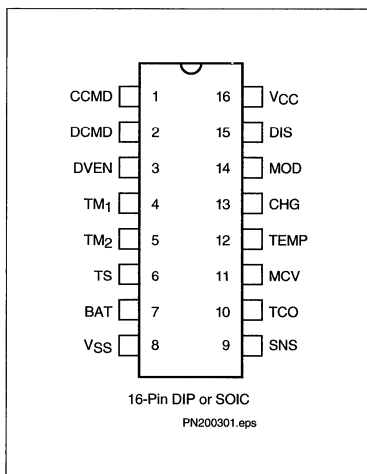 CCMD 1 16 VCC
DCMD 2 15 DIS
DVEN 3 14 MOD
TM1 4 13 CHG
TM2 5 12 TEMP
TS 6 11 MCV
BAT 7 10 TCO
VSS 8 9 SNS
16-Pin DIP or SOIC
PN200301.eps